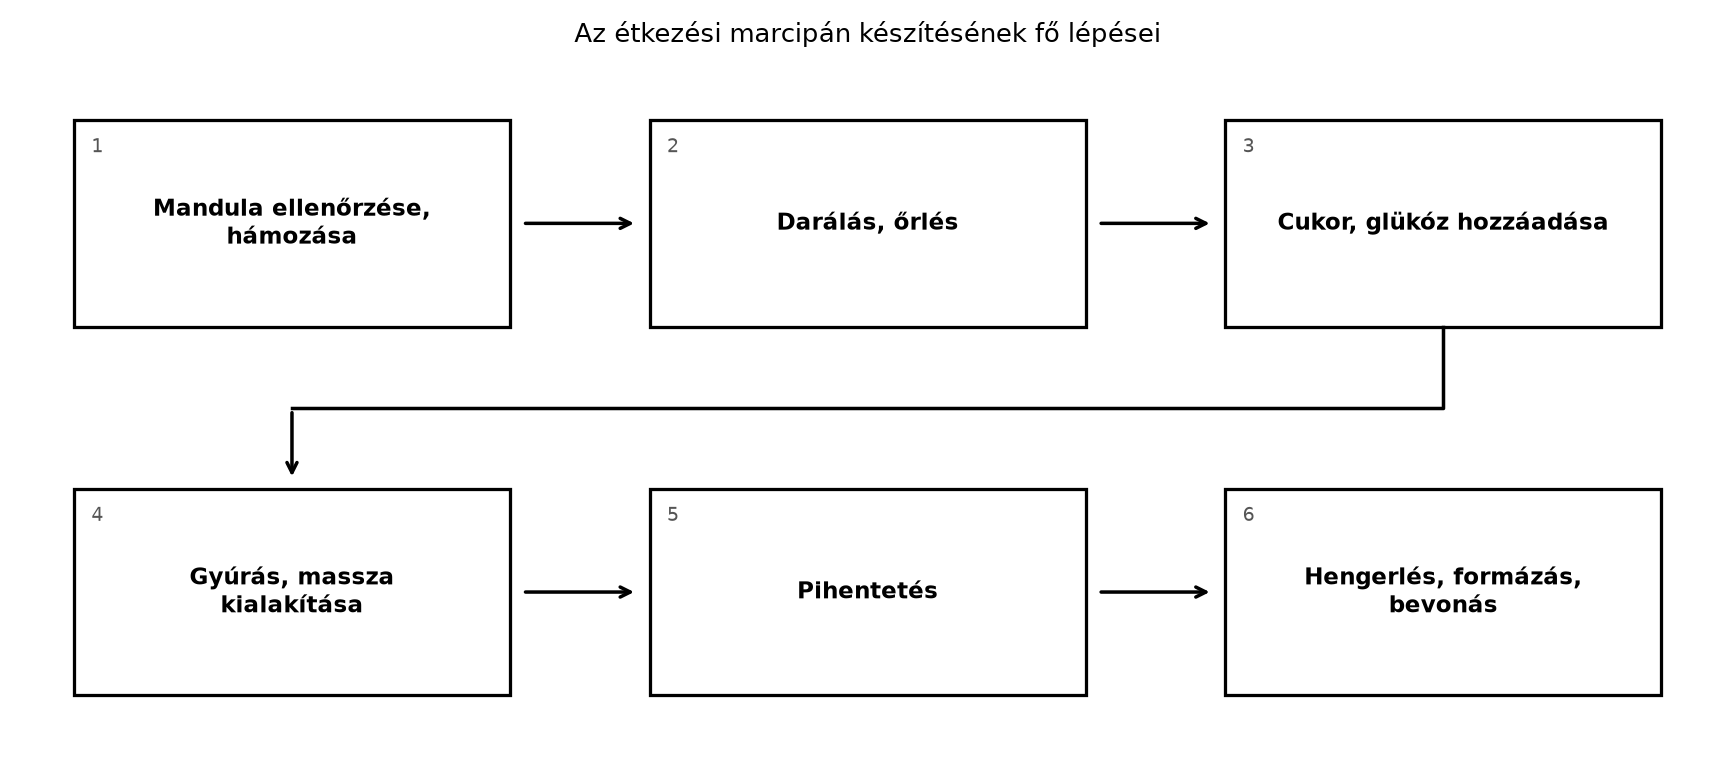 Az étkezési marcipán készítésének fő lépései
1
Mandula ellenőrzése,
hámozása
2
Darálás, őrlés
3
Cukor, glükóz hozzáadása
4
Gyúrás, massza
kialakítása
5
Pihentetés
6
Hengerlés, formázás,
bevonás